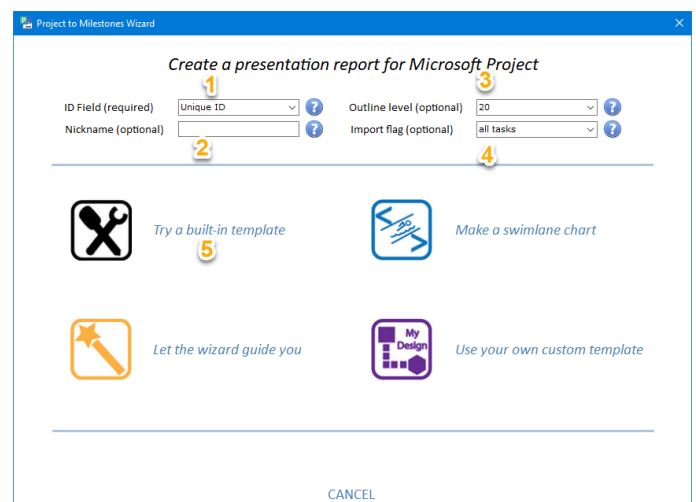 Project to Milestones Wizard
Create a presentation report for Microsoft Project
1
3
ID Field (required) Unique ID ? Outline level (optional) 20 ?
Nickname (optional) ? Import flag (optional) all tasks ?
2
4
Try a built-in template
Make a swimlane chart
5
Let the wizard guide you
My
Design
Use your own custom template
CANCEL